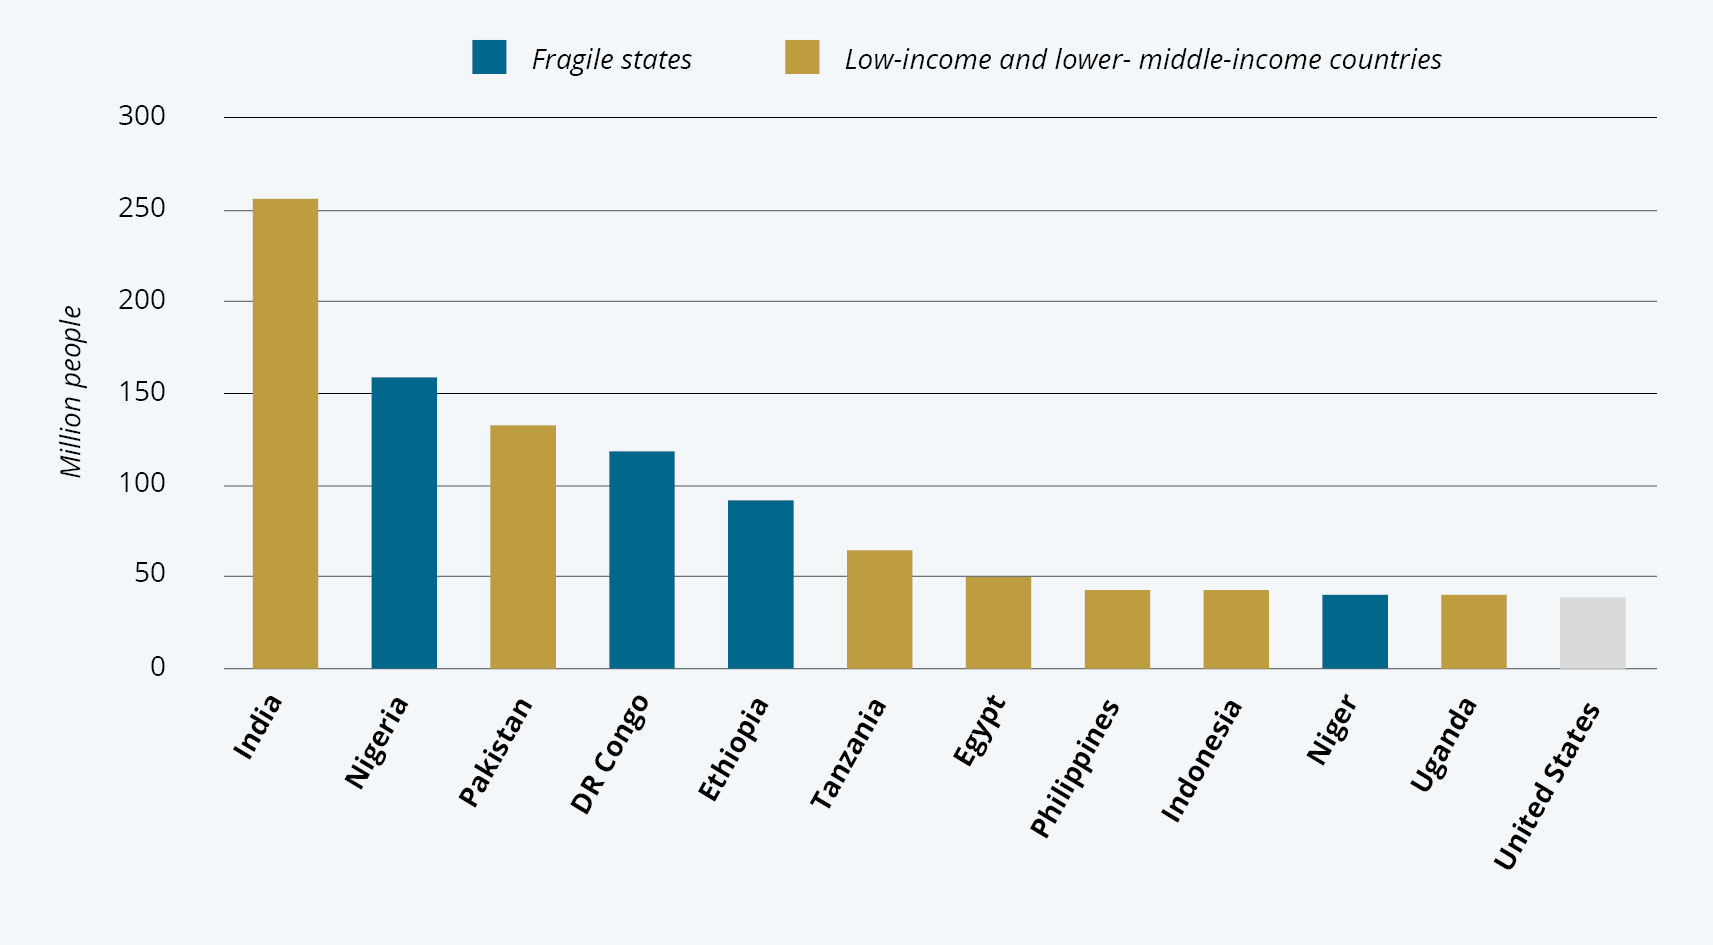 Fragile states
Low-income and lower- middle-income countries
300
250
200
150
100
50
0
Million people
India
Nigeria
Pakistan
DR Congo
Ethiopia
Tanzania
Egypt
Philippines
Indonesia
Niger
Uganda
United States